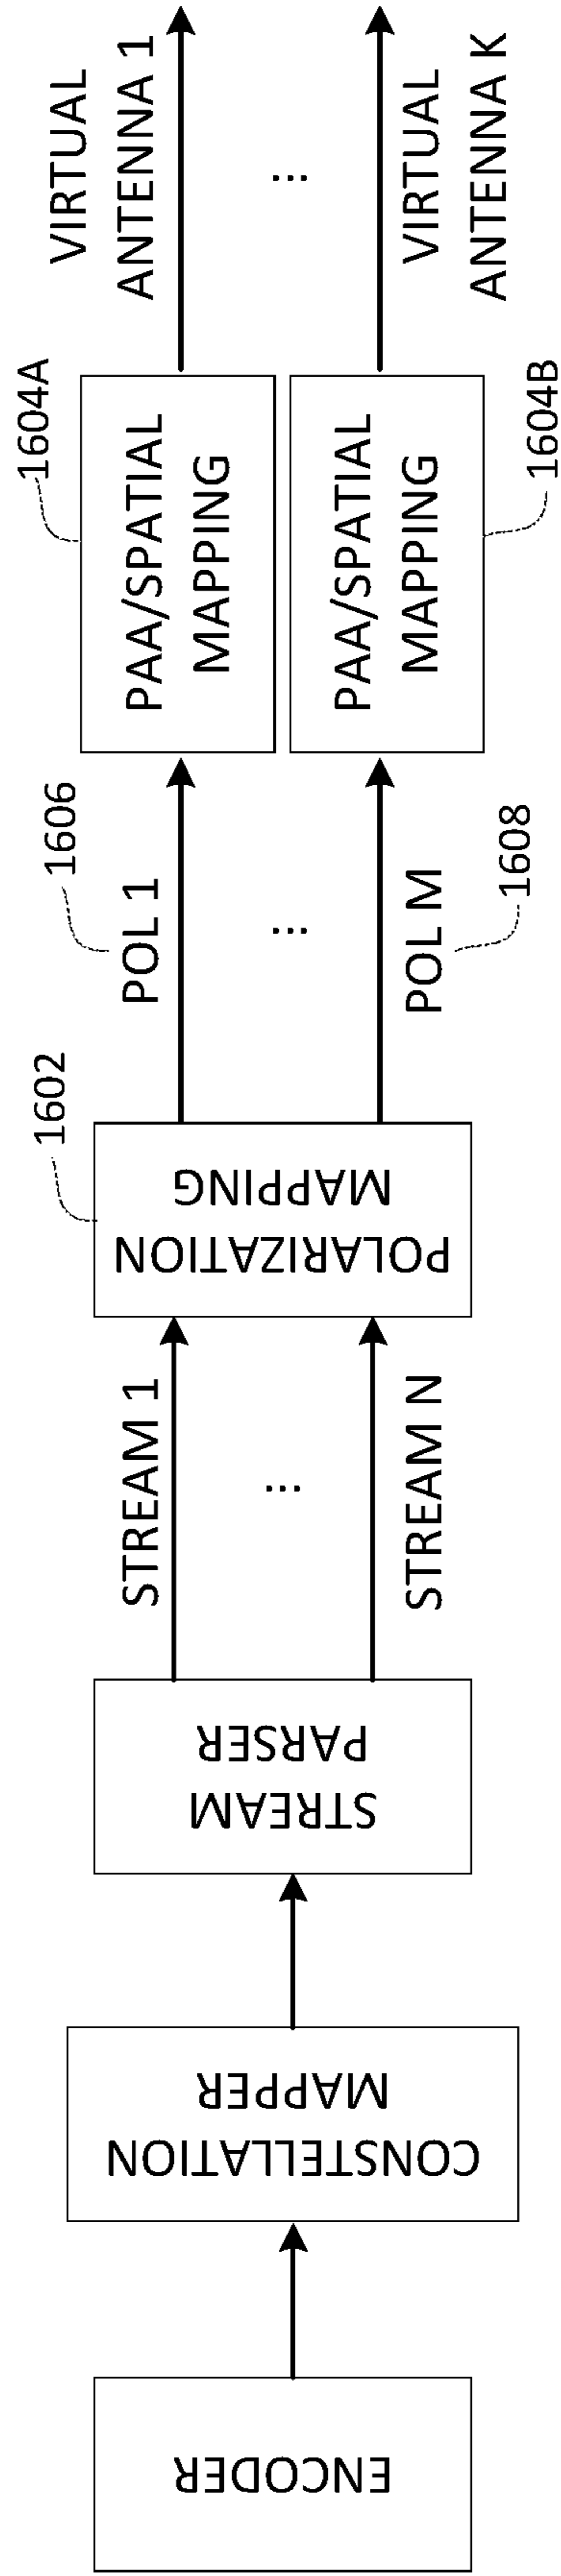 ENCODER
CONSTELLATION
MAPPER
STREAM
PARSER
STREAM 1
...
STREAM N
1602
POLARIZATION
MAPPING
1606
POL 1
...
POL M
1608
1604A
PAA/SPATIAL
MAPPING
PAA/SPATIAL
MAPPING
1604B
VIRTUAL
ANTENNA 1
...
VIRTUAL
ANTENNA K